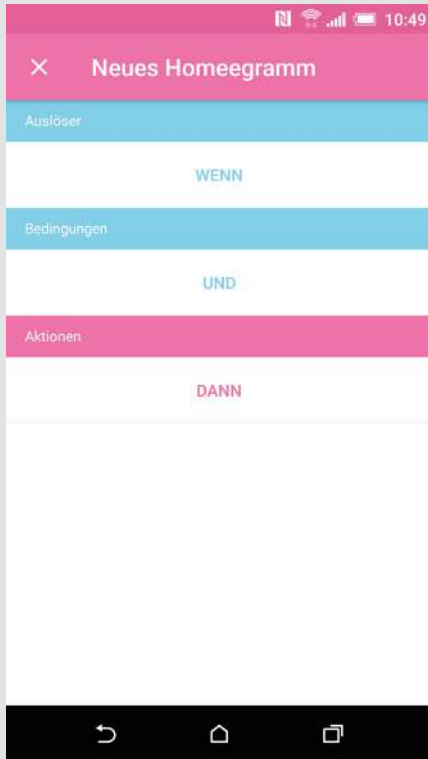 10:49
Neues Homeegramm
Auslöser
WENN
Bedingungen
UND
Aktionen
DANN